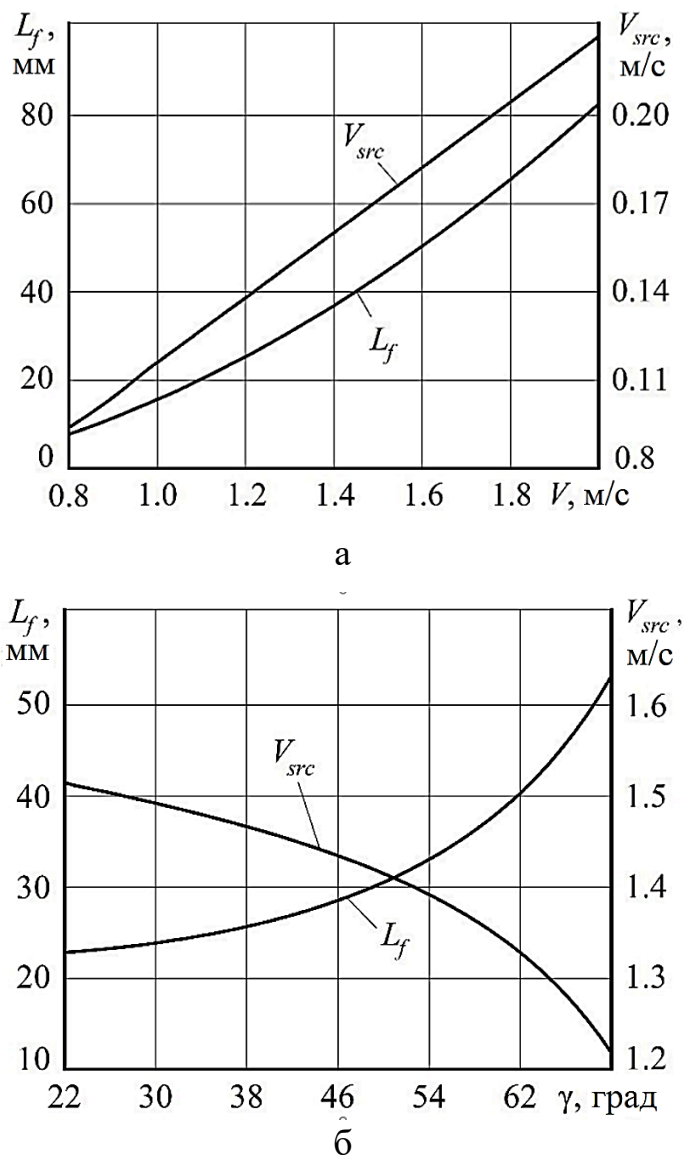 L_f, V_src,
мм м/с
80 0.20
V_src
60 0.17
40 0.14
L_f
20 0.11
0 0.8
0.8 1.0 1.2 1.4 1.6 1.8 V, м/с
а
L_f, V_src,
мм м/с
50 1.6
V_src
40 1.5
30 1.4
L_f
20 1.3
10 1.2
22 30 38 46 54 62 γ, град
б